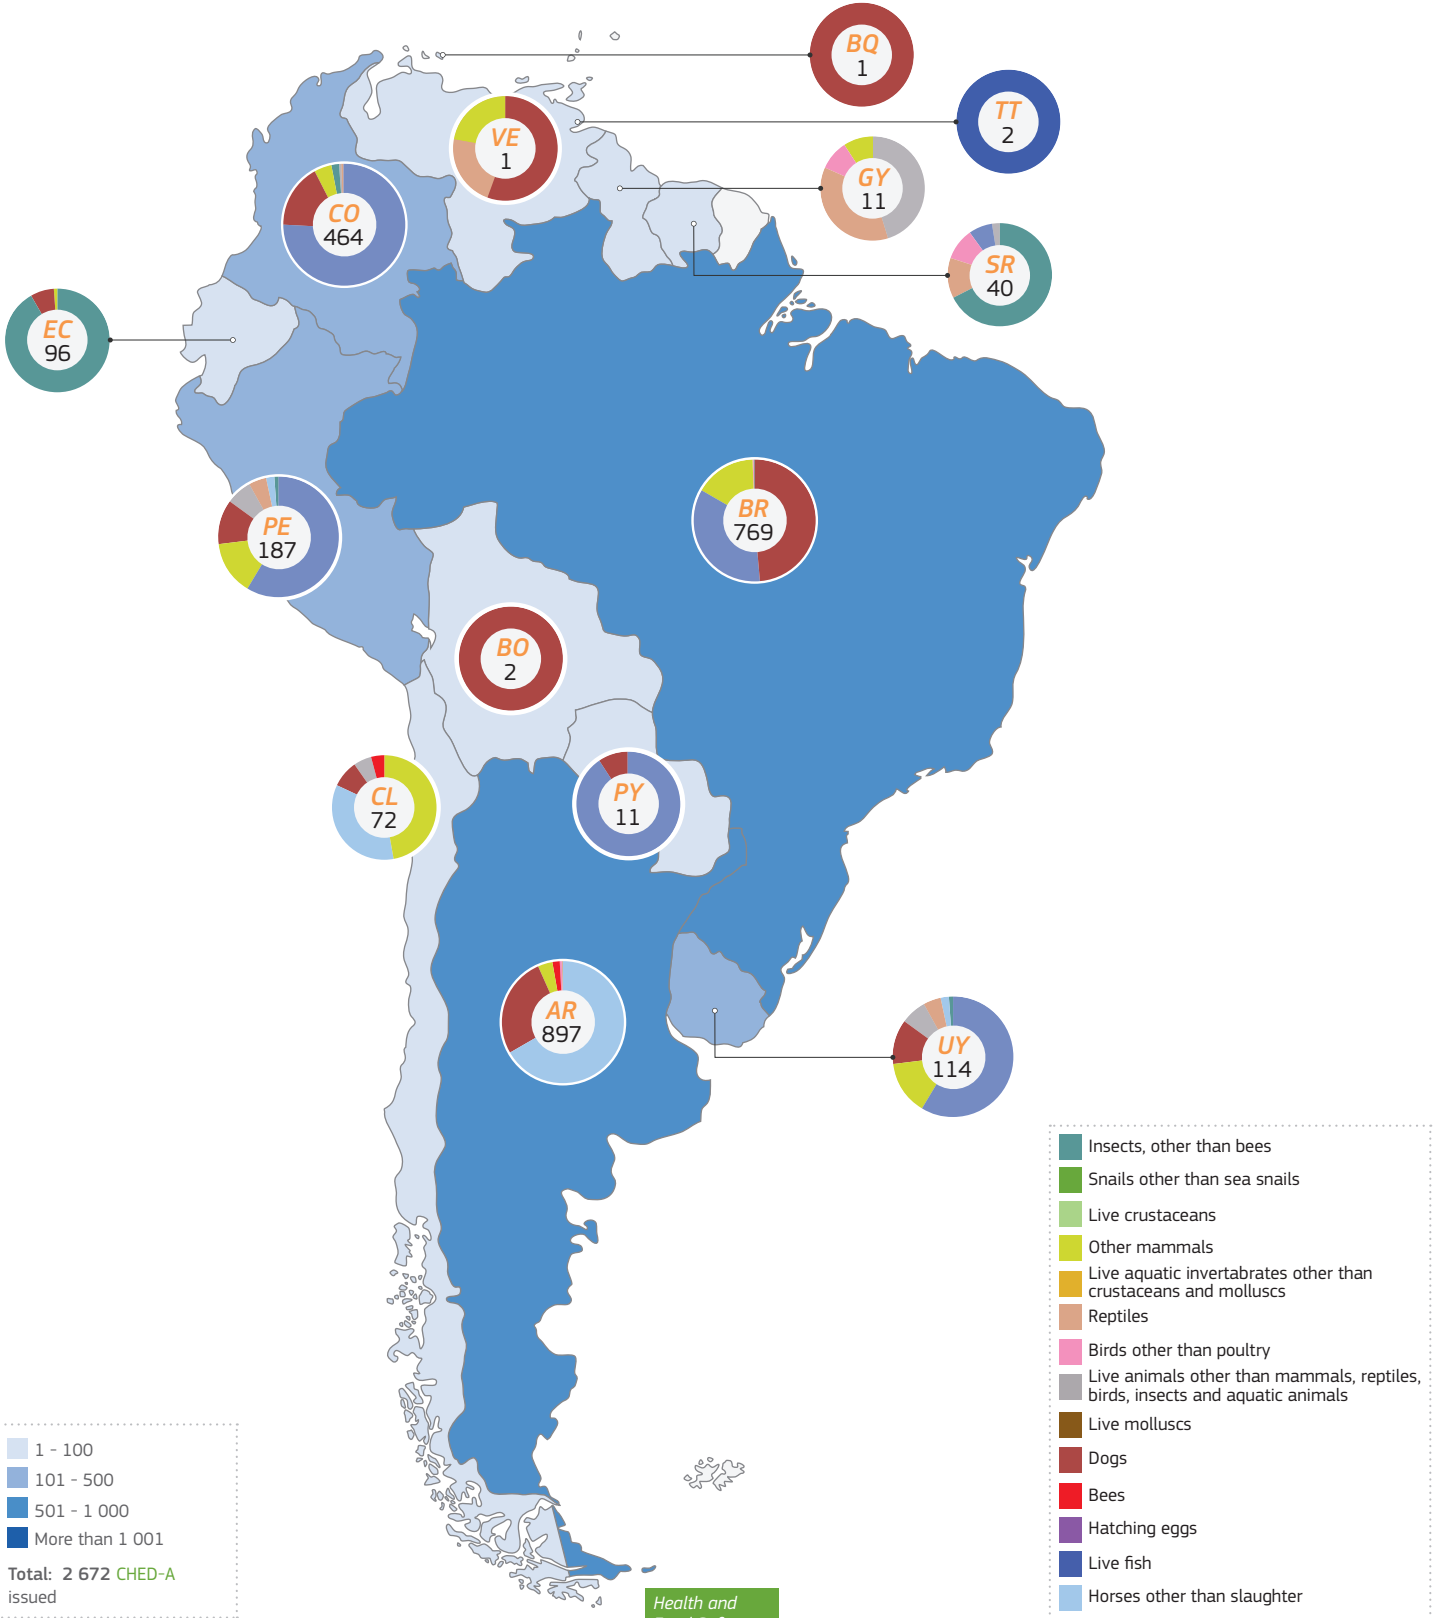 BQ
1
TT
2
VE
1
GY
11
CO
464
SR
40
EC
96
PE
187
BR
769
BO
2
CL
72
PY
11
AR
897
UY
114
Insects, other than bees
Snails other than sea snails
Live crustaceans
Other mammals
Live aquatic invertabrates other than
crustaceans and molluscs
Reptiles
Birds other than poultry
Live animals other than mammals, reptiles,
birds, insects and aquatic animals
Live molluscs
Dogs
Bees
Hatching eggs
Live fish
Horses other than slaughter
1 - 100
101 - 500
501 - 1 000
More than 1 001
Total: 2 672 CHED-A
issued
Health and